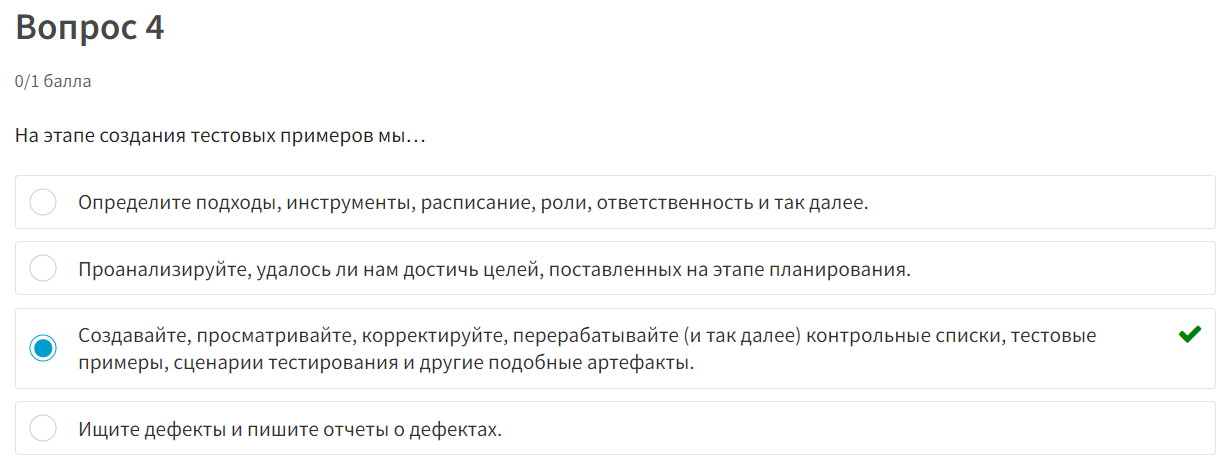 Вопрос 4
0/1 балла
На этапе создания тестовых примеров мы…
Определите подходы, инструменты, расписание, роли, ответственность и так далее.
Проанализируйте, удалось ли нам достичь целей, поставленных на этапе планирования.
Создавайте, просматривайте, корректируйте, перерабатывайте (и так далее) контрольные списки, тестовые
примеры, сценарии тестирования и другие подобные артефакты.
Ищите дефекты и пишите отчеты о дефектах.